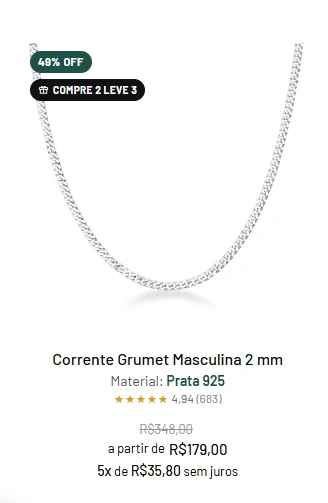 49% OFF
COMPRE 2 LEVE 3
Corrente Grumet Masculina 2 mm
Material: Prata 925
★★★★★ 4,94 (683)
R$348,00
a partir de R$179,00
5x de R$35,80 sem juros